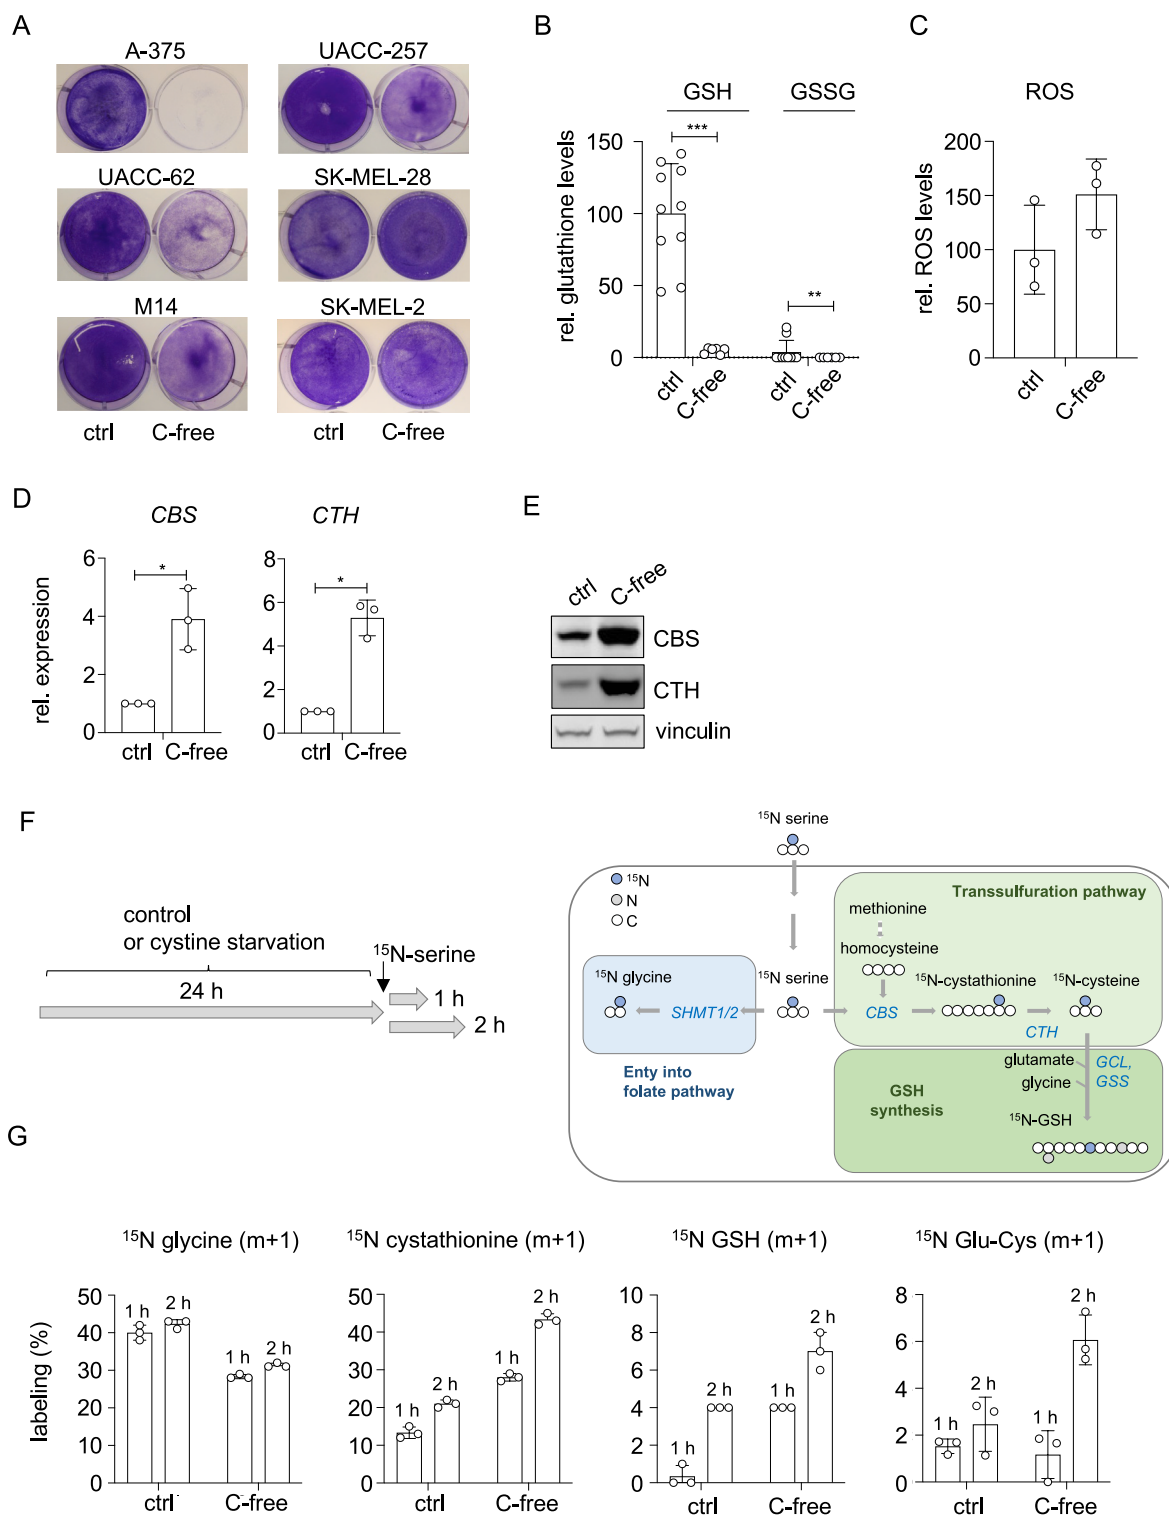 A
A-375
UACC-257
UACC-62
SK-MEL-28
M14
SK-MEL-2
ctrl
C-free
ctrl
C-free
B
GSH
GSSG
***
**
rel. glutathione levels
150
100
50
0
ctrl
C-free
ctrl
C-free
C
ROS
rel. ROS levels
200
150
100
50
0
ctrl
C-free
D
CBS
CTH
rel. expression
6
4
2
0
*
ctrl
C-free
8
6
4
2
0
*
ctrl
C-free
E
ctrl
C-free
CBS
CTH
vinculin
F
control
or cystine starvation
24 h
15N-serine
1 h
2 h
15N serine
15N
N
C
Transsulfuration pathway
methionine
homocysteine
15N glycine
15N serine
15N-cystathionine
15N-cysteine
SHMT1/2
CBS
CTH
Enty into
folate pathway
glutamate
glycine
GCL,
GSS
GSH
synthesis
15N-GSH
G
labeling (%)
15N glycine (m+1)
50
40
30
20
10
0
1 h
2 h
1 h
2 h
ctrl
C-free
15N cystathionine (m+1)
50
40
30
20
10
0
1 h
2 h
1 h
2 h
ctrl
C-free
15N GSH (m+1)
10
8
6
4
2
0
1 h
2 h
1 h
2 h
ctrl
C-free
15N Glu-Cys (m+1)
8
6
4
2
0
1 h
2 h
1 h
2 h
ctrl
C-free